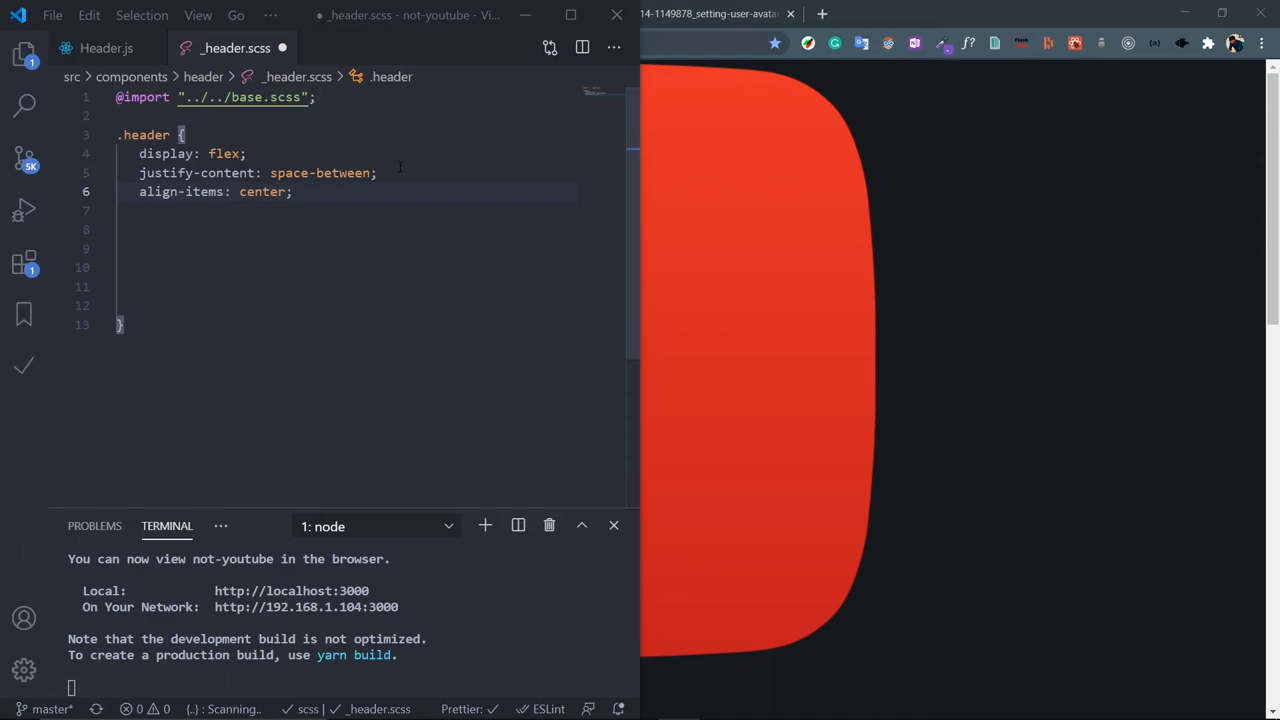 File Edit Selection View Go ··· ● _header.scss - not-youtube - Vi...
14-1149878_setting-user-avata
Header.js _header.scss ●
src > components > header > _header.scss > .header
1 @import "../../base.scss";
2
3 .header {
4 display: flex;
5 justify-content: space-between;
6 align-items: center;
7
8
9
10
11
12
13 }
1
5K
1
f?
Flash
PROBLEMS TERMINAL ··· 1: node
You can now view not-youtube in the browser.
Local: http://localhost:3000
On Your Network: http://192.168.1.104:3000
Note that the development build is not optimized.
To create a production build, use yarn build.
master* 0 0 {..} : Scanning.. ✓ scss | ✓ _header.scss Prettier: ✓ ESLint